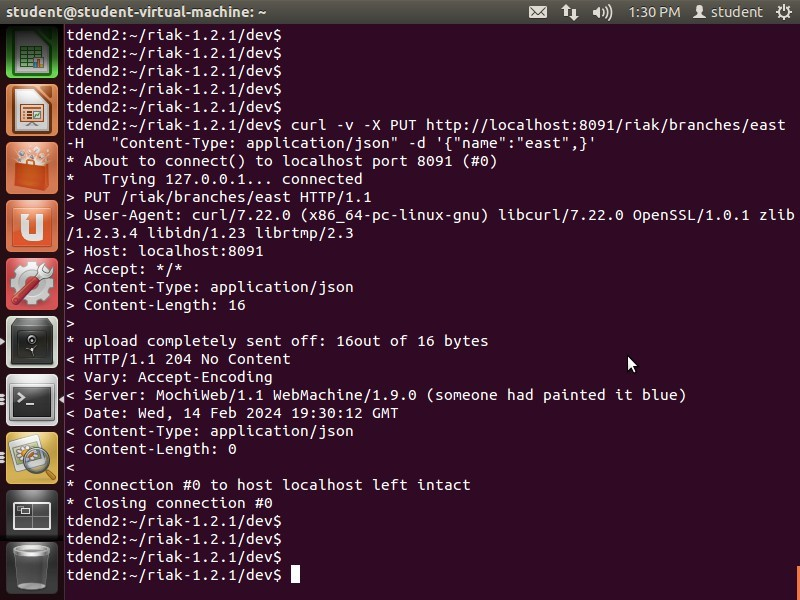 student@student-virtual-machine: ~
1:30 PM
student
tdend2:~/riak-1.2.1/dev$
tdend2:~/riak-1.2.1/dev$
tdend2:~/riak-1.2.1/dev$
tdend2:~/riak-1.2.1/dev$
tdend2:~/riak-1.2.1/dev$
tdend2:~/riak-1.2.1/dev$ curl -v -X PUT http://localhost:8091/riak/branches/east
-H   "Content-Type: application/json" -d '{"name":"east",}'
* About to connect() to localhost port 8091 (#0)
*   Trying 127.0.0.1... connected
> PUT /riak/branches/east HTTP/1.1
> User-Agent: curl/7.22.0 (x86_64-pc-linux-gnu) libcurl/7.22.0 OpenSSL/1.0.1 zlib
/1.2.3.4 libidn/1.23 librtmp/2.3
> Host: localhost:8091
> Accept: */*
> Content-Type: application/json
> Content-Length: 16
>
* upload completely sent off: 16out of 16 bytes
< HTTP/1.1 204 No Content
< Vary: Accept-Encoding
< Server: MochiWeb/1.1 WebMachine/1.9.0 (someone had painted it blue)
< Date: Wed, 14 Feb 2024 19:30:12 GMT
< Content-Type: application/json
< Content-Length: 0
<
* Connection #0 to host localhost left intact
* Closing connection #0
tdend2:~/riak-1.2.1/dev$
tdend2:~/riak-1.2.1/dev$
tdend2:~/riak-1.2.1/dev$
tdend2:~/riak-1.2.1/dev$